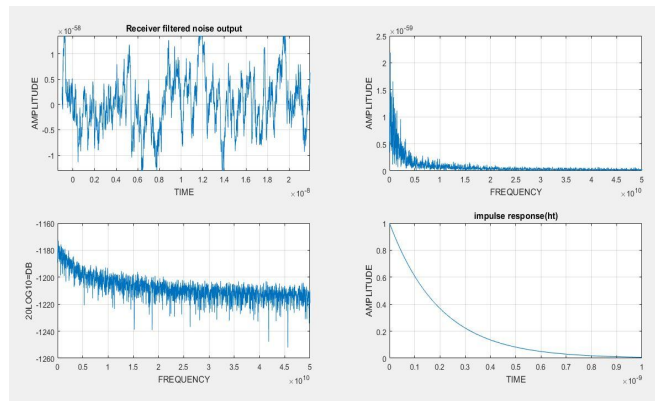 Receiver filtered noise output
×10⁻⁵⁶
AMPLITUDE
1
0.5
0
-0.5
-1
0 0.2 0.4 0.6 0.8 1 1.2 1.4 1.6 1.8 2
TIME
×10⁻⁸
×10⁻⁵⁹
AMPLITUDE
2.5
2
1.5
1
0.5
0
0 0.5 1 1.5 2 2.5 3 3.5 4 4.5 5
FREQUENCY
×10¹⁰
20LOG10=DB
-1160
-1180
-1200
-1220
-1240
-1260
0 0.5 1 1.5 2 2.5 3 3.5 4 4.5 5
FREQUENCY
×10¹⁰
impulse response(ht)
AMPLITUDE
1
0.8
0.6
0.4
0.2
0
0 0.1 0.2 0.3 0.4 0.5 0.6 0.7 0.8 0.9 1
TIME
×10⁻⁹